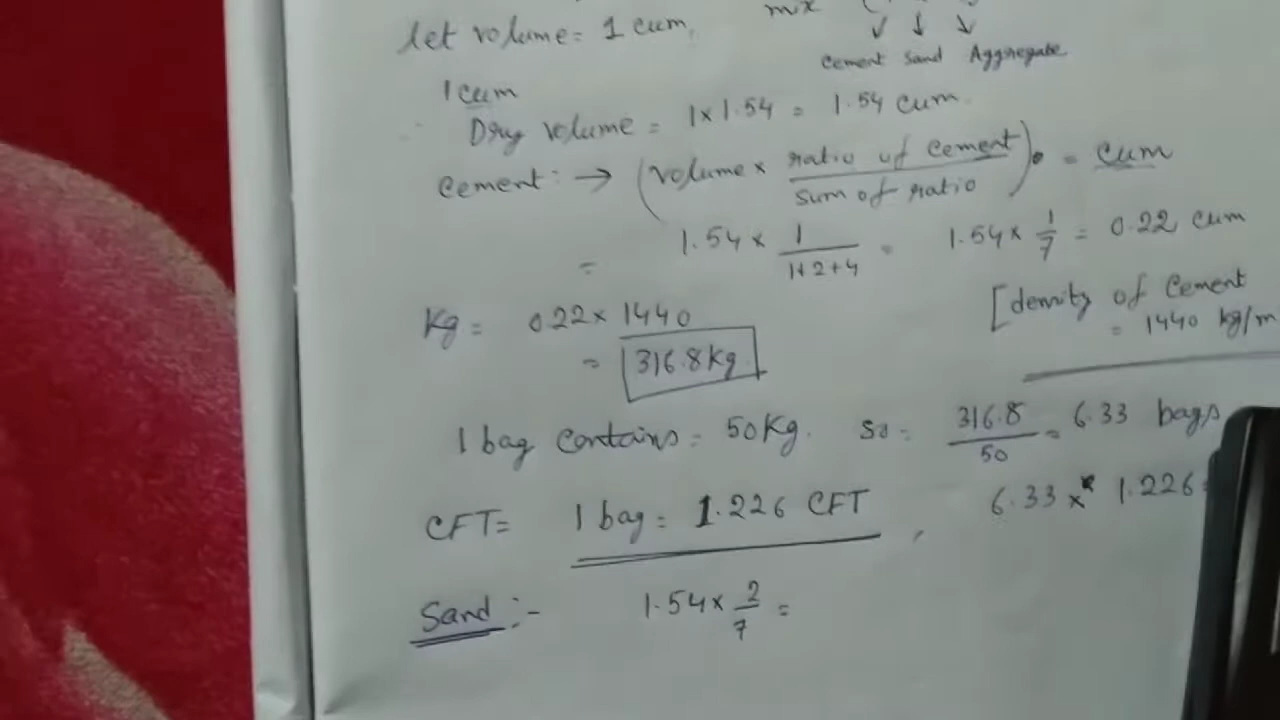 let volume = 1 cum, mix
cement sand Aggregate
1 cum
Dry volume = 1 x 1.54 = 1.54 cum.
cement :- → (volume x ratio of cement / sum of ratio) = cum
= 1.54 x 1 / 1+2+4 = 1.54 x 1/7 = 0.22 cum
Kg = 0.22 x 1440
[density of cement
= 316.8 kg
= 1440 kg/m
1 bag contains = 50 Kg. So = 316.8 / 50 = 6.33 bags
CFT = 1 bag = 1.226 CFT , 6.33 x 1.226
Sand :- 1.54 x 2/7 =